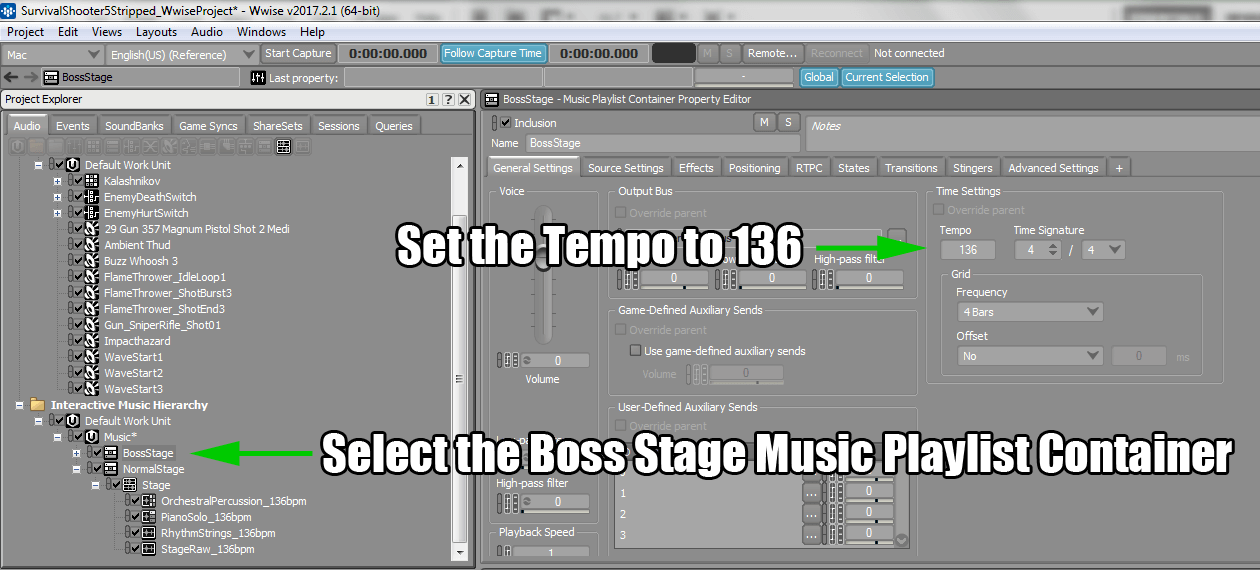 SurvivalShooter5Stripped_WwiseProject* - Wwise v2017.2.1 (64-bit)
Project Edit Views Layouts Audio Windows Help
Mac English(US) (Reference) Start Capture 0:00:00.000 Follow Capture Time 0:00:00.000 M S Remote... Reconnect Not connected
BossStage Last property: - Global Current Selection
Project Explorer 1 ? X
Audio Events SoundBanks Game Syncs ShareSets Sessions Queries
Default Work Unit
Kalashnikov
EnemyDeathSwitch
EnemyHurtSwitch
29 Gun 357 Magnum Pistol Shot 2 Medi
Ambient Thud
Buzz Whoosh 3
FlameThrower_IdleLoop1
FlameThrower_ShotBurst3
FlameThrower_ShotEnd3
Gun_SniperRifle_Shot01
Impacthazard
WaveStart1
WaveStart2
WaveStart3
Interactive Music Hierarchy
Default Work Unit
Music*
BossStage
NormalStage
Stage
OrchestralPercussion_136bpm
PianoSolo_136bpm
RhythmStrings_136bpm
StageRaw_136bpm
BossStage - Music Playlist Container Property Editor
Inclusion M S
Name BossStage
Notes
General Settings Source Settings Effects Positioning RTPC States Transitions Stingers Advanced Settings +
Voice
0
Volume
High-pass filter
0
Playback Speed
1
Output Bus
Override parent
...
High-pass filter
0 0 0
Game-Defined Auxiliary Sends
Override parent
Use game-defined auxiliary sends
Volume 0
User-Defined Auxiliary Sends
Override parent
1 ... 0
2 ... 0
3 ... 0
Time Settings
Override parent
Tempo Time Signature
136 4 / 4
Grid
Frequency
4 Bars
Offset
No 0 ms
Set the Tempo to 136
Select the Boss Stage Music Playlist Container